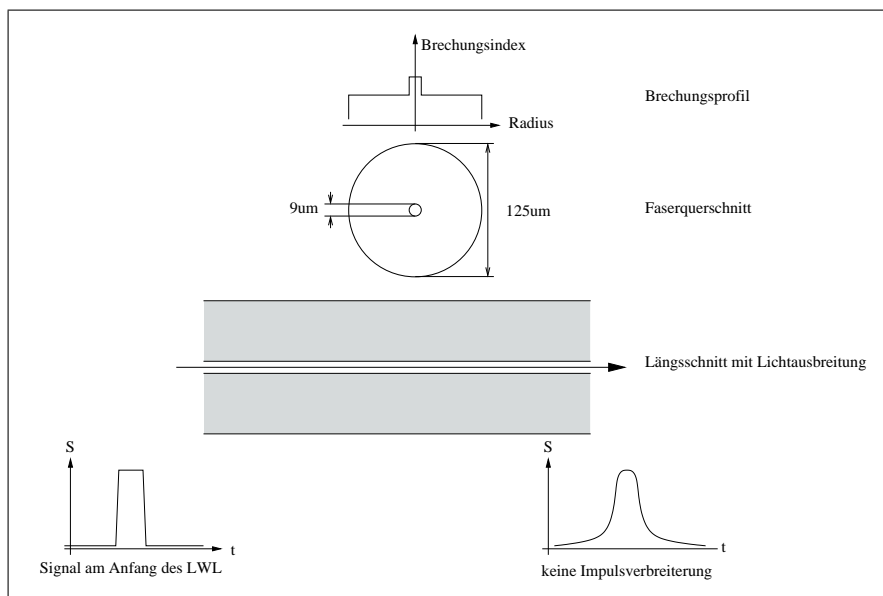 Brechungsindex
Brechungsprofil
Radius
9um
125um
Faserquerschnitt
Längsschnitt mit Lichtausbreitung
S
t
Signal am Anfang des LWL
S
t
keine Impulsverbreiterung